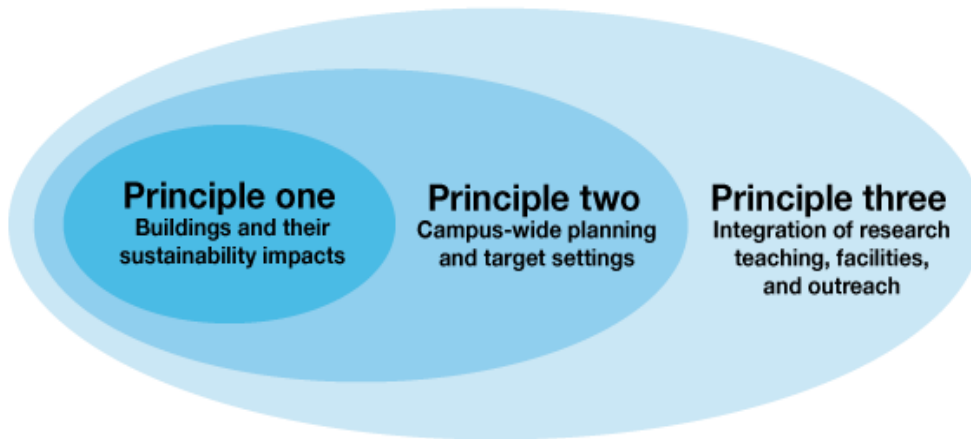 Principle one
Buildings and their
sustainability impacts
Principle two
Campus-wide planning
and target settings
Principle three
Integration of research
teaching, facilities,
and outreach